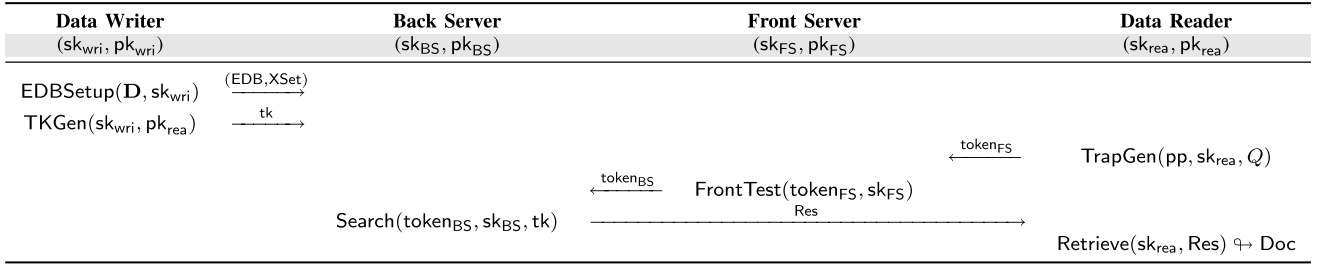 Data Writer Back Server Front Server Data Reader
(sk_wri, pk_wri) (sk_BS, pk_BS) (sk_FS, pk_FS) (sk_rea, pk_rea)
EDBSetup(D, sk_wri) (EDB,XSet) ⟶
TKGen(sk_wri, pk_rea) tk ⟶
token_FS ⟵ TrapGen(pp, sk_rea, Q)
token_BS ⟵ FrontTest(token_FS, sk_FS)
Search(token_BS, sk_BS, tk) Res ⟶
Retrieve(sk_rea, Res) ↬ Doc